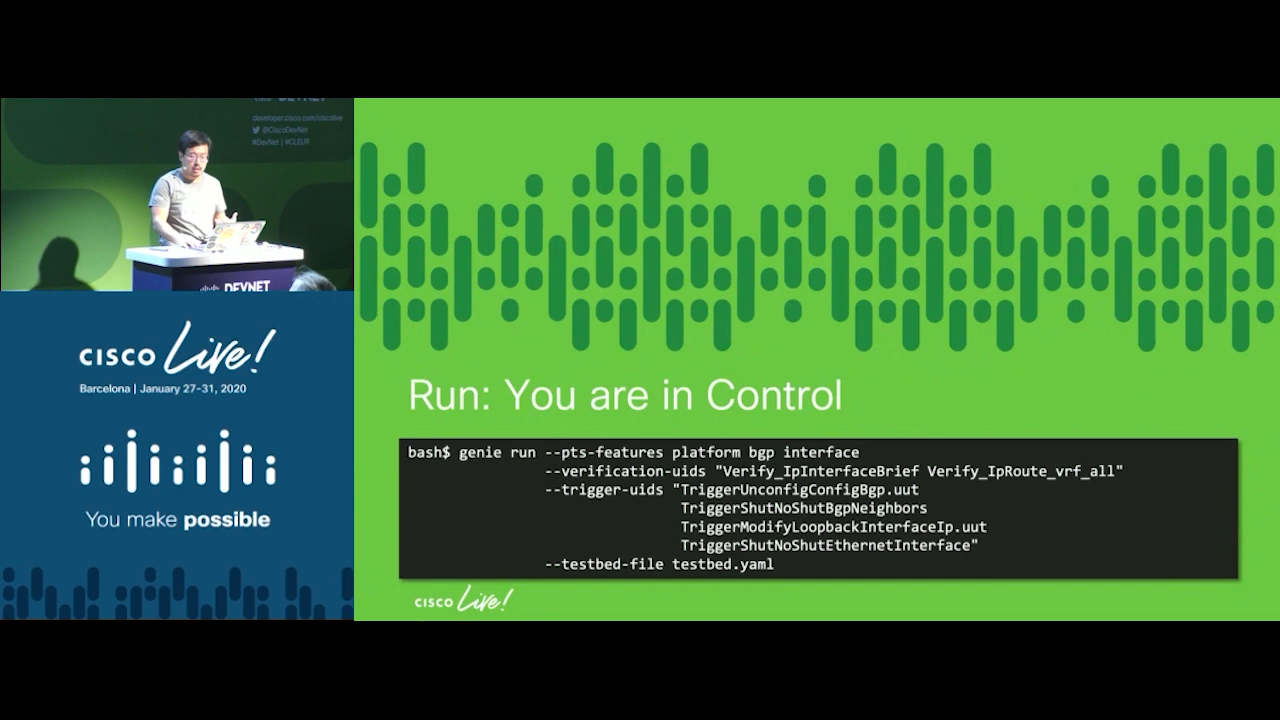 developer.cisco.com/ciscolive
@CiscoDevNet
#DevNet | #CLEUR
DEVNET
CISCO Live!
Barcelona | January 27-31, 2020
You make possible
Run: You are in Control
bash$ genie run --pts-features platform bgp interface
--verification-uids "Verify_IpInterfaceBrief Verify_IpRoute_vrf_all"
--trigger-uids "TriggerUnconfigConfigBgp.uut
TriggerShutNoShutBgpNeighbors
TriggerModifyLoopbackInterfaceIp.uut
TriggerShutNoShutEthernetInterface"
--testbed-file testbed.yaml
CISCO Live!